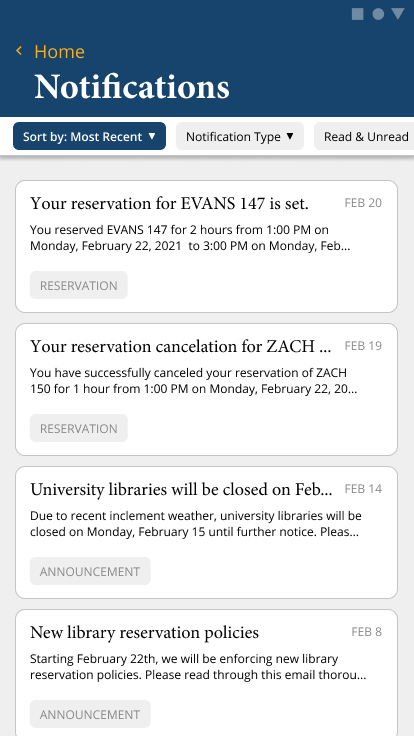 Home
Notifications
Sort by: Most Recent ▼
Notification Type ▼
Read & Unread
Your reservation for EVANS 147 is set.
FEB 20
You reserved EVANS 147 for 2 hours from 1:00 PM on
Monday, February 22, 2021  to 3:00 PM on Monday, Feb...
RESERVATION
Your reservation cancelation for ZACH ...
FEB 19
You have successfully canceled your reservation of ZACH
150 for 1 hour from 1:00 PM on Monday, February 22, 20...
RESERVATION
University libraries will be closed on Feb...
FEB 14
Due to recent inclement weather, university libraries will be
closed on Monday, February 15 until further notice. Pleas...
ANNOUNCEMENT
New library reservation policies
FEB 8
Starting February 22th, we will be enforcing new library
reservation policies. Please read through this email thorou...
ANNOUNCEMENT